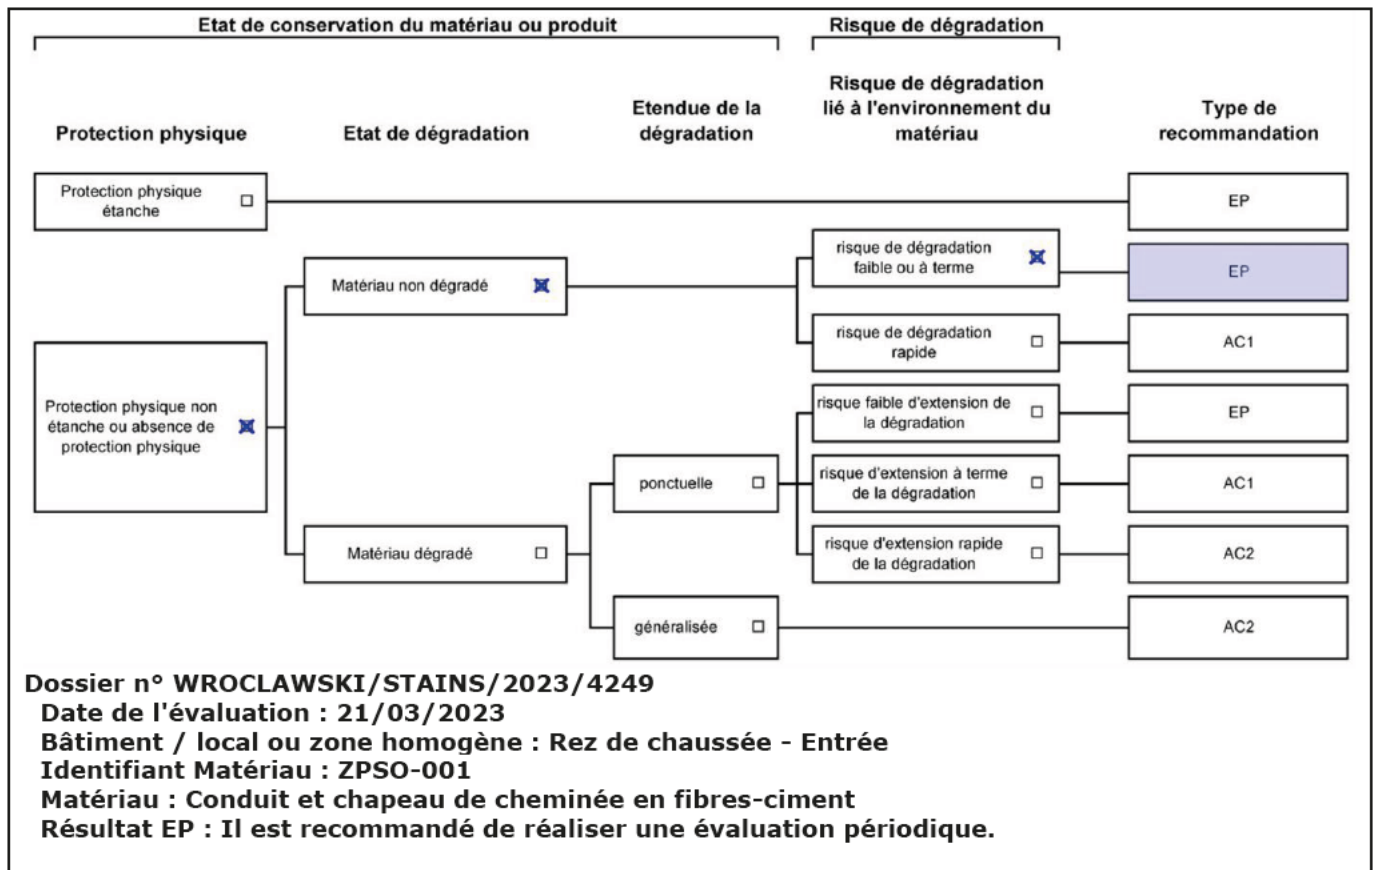 Etat de conservation du matériau ou produit
Risque de dégradation
Protection physique
Etat de dégradation
Etendue de la
dégradation
Risque de dégradation
lié à l'environnement du
matériau
Type de
recommandation
Protection physique
étanche
EP
risque de dégradation
faible ou à terme
EP
Matériau non dégradé
risque de dégradation
rapide
AC1
Protection physique non
étanche ou absence de
protection physique
risque faible d'extension de
la dégradation
EP
ponctuelle
risque d'extension à terme
de la dégradation
AC1
Matériau dégradé
risque d'extension rapide
de la dégradation
AC2
généralisée
AC2
Dossier n° WROCLAWSKI/STAINS/2023/4249
Date de l'évaluation : 21/03/2023
Bâtiment / local ou zone homogène : Rez de chaussée - Entrée
Identifiant Matériau : ZPSO-001
Matériau : Conduit et chapeau de cheminée en fibres-ciment
Résultat EP : Il est recommandé de réaliser une évaluation périodique.